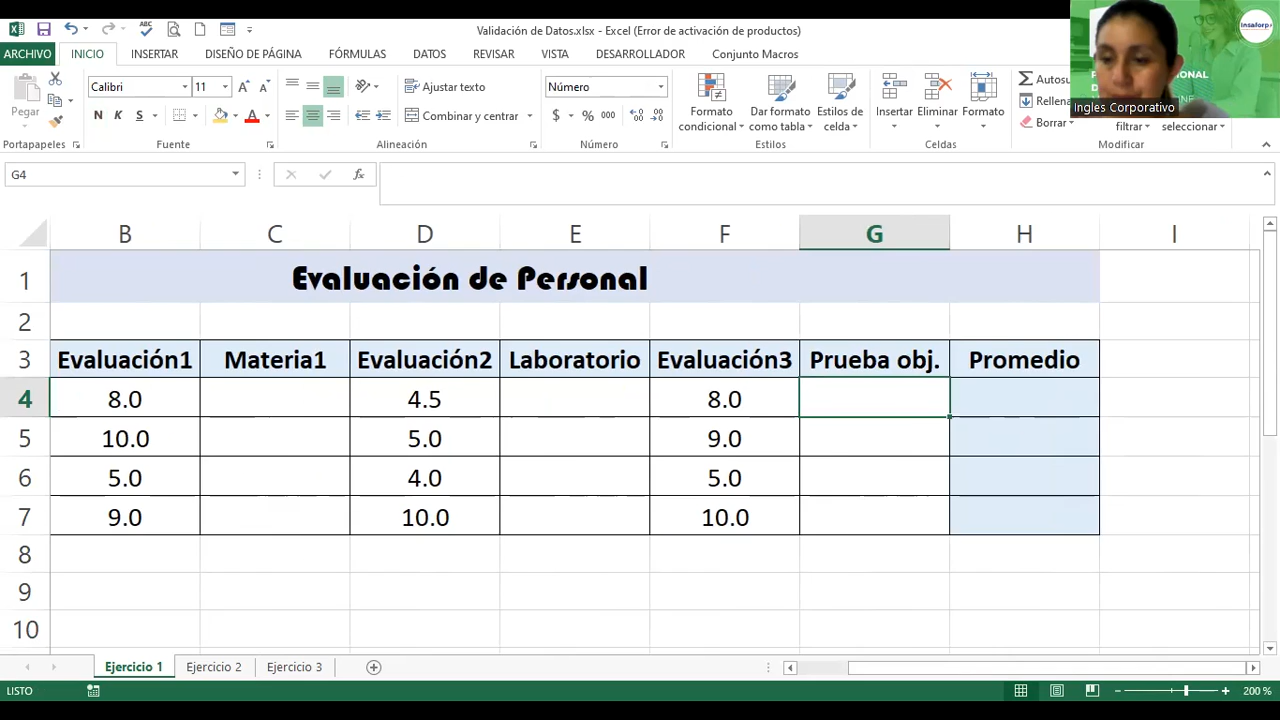 Validación de Datos.xlsx - Excel (Error de activación de productos)
ARCHIVO INICIO INSERTAR DISEÑO DE PÁGINA FÓRMULAS DATOS REVISAR VISTA DESARROLLADOR Conjunto Macros
insaforp
Pegar
Calibri 11
N K S
Ajustar texto
Combinar y centrar
Número
$ % 000
Formato condicional
Dar formato como tabla
Estilos de celda
Insertar
Eliminar
Formato
Borrar
filtrar
seleccionar
Ingles Corporativo
Portapapeles Fuente Alineación Número Estilos Celdas Modificar
G4
fx
B C D E F G H I
1 Evaluación de Personal
2
3 Evaluación1 Materia1 Evaluación2 Laboratorio Evaluación3 Prueba obj. Promedio
4 8.0 4.5 8.0
5 10.0 5.0 9.0
6 5.0 4.0 5.0
7 9.0 10.0 10.0
8
9
10
Ejercicio 1 Ejercicio 2 Ejercicio 3
LISTO
200 %